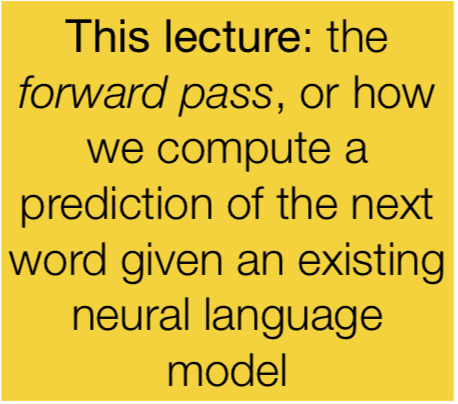 This lecture: the
forward pass, or how
we compute a
prediction of the next
word given an existing
neural language
model